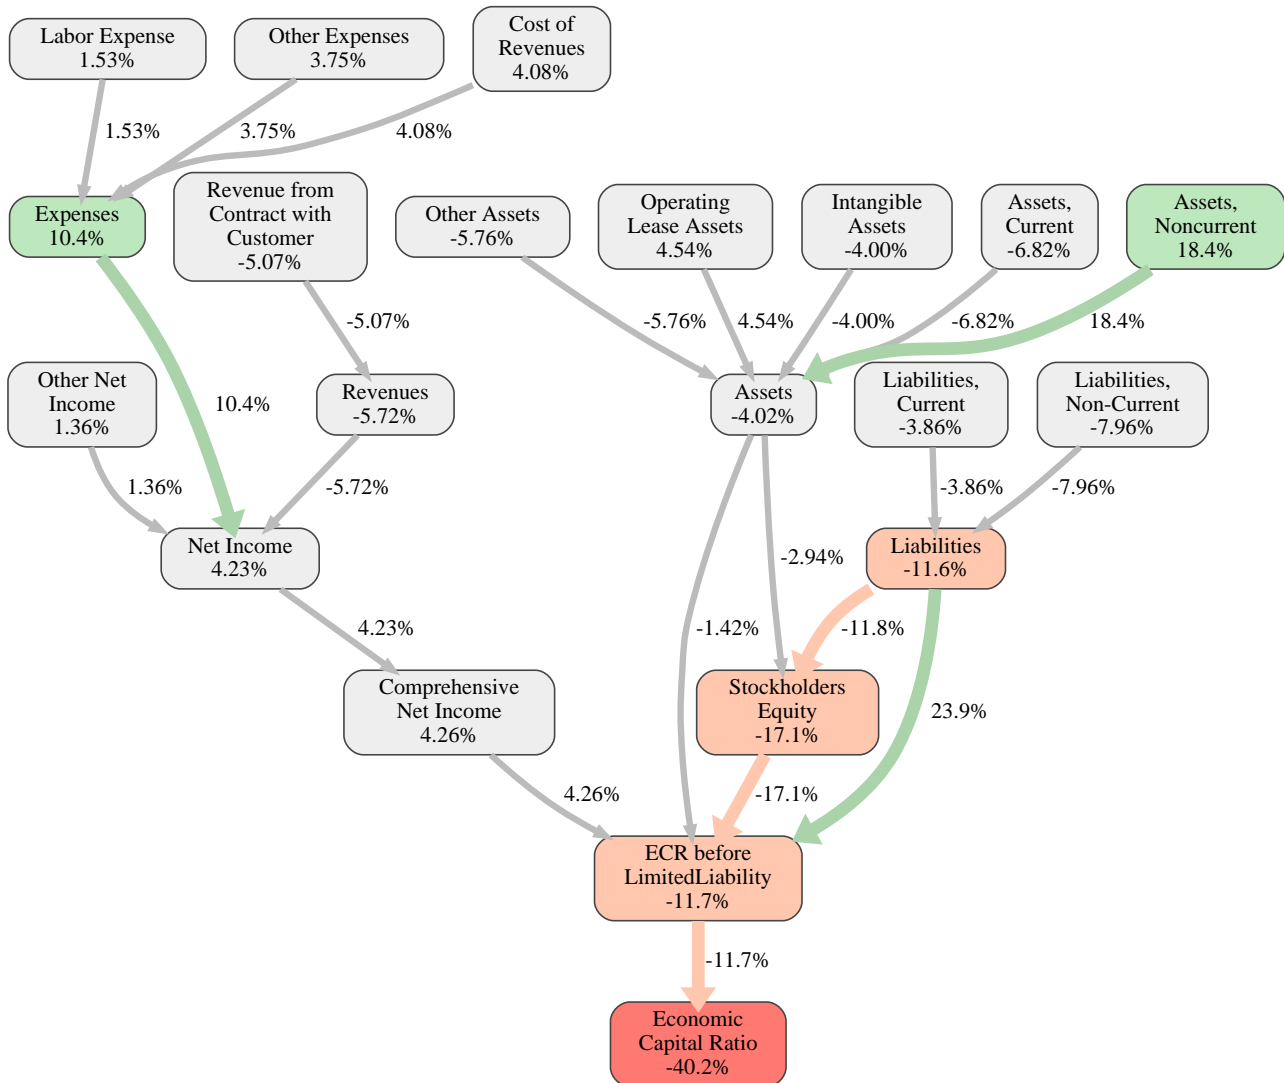 Labor Expense
1.53%
Other Expenses
3.75%
Cost of
Revenues
4.08%
1.53%
3.75%
4.08%
Expenses
10.4%
Revenue from
Contract with
Customer
-5.07%
Other Assets
-5.76%
Operating
Lease Assets
4.54%
Intangible
Assets
-4.00%
Assets,
Current
-6.82%
Assets,
Noncurrent
18.4%
-5.07%
-5.76%
4.54%
-4.00%
-6.82%
18.4%
Other Net
Income
1.36%
10.4%
Revenues
-5.72%
Assets
-4.02%
Liabilities,
Current
-3.86%
Liabilities,
Non-Current
-7.96%
1.36%
-5.72%
-3.86%
-7.96%
Net Income
4.23%
-2.94%
Liabilities
-11.6%
4.23%
-1.42%
-11.8%
Comprehensive
Net Income
4.26%
Stockholders
Equity
-17.1%
23.9%
4.26%
-17.1%
ECR before
LimitedLiability
-11.7%
-11.7%
Economic
Capital Ratio
-40.2%